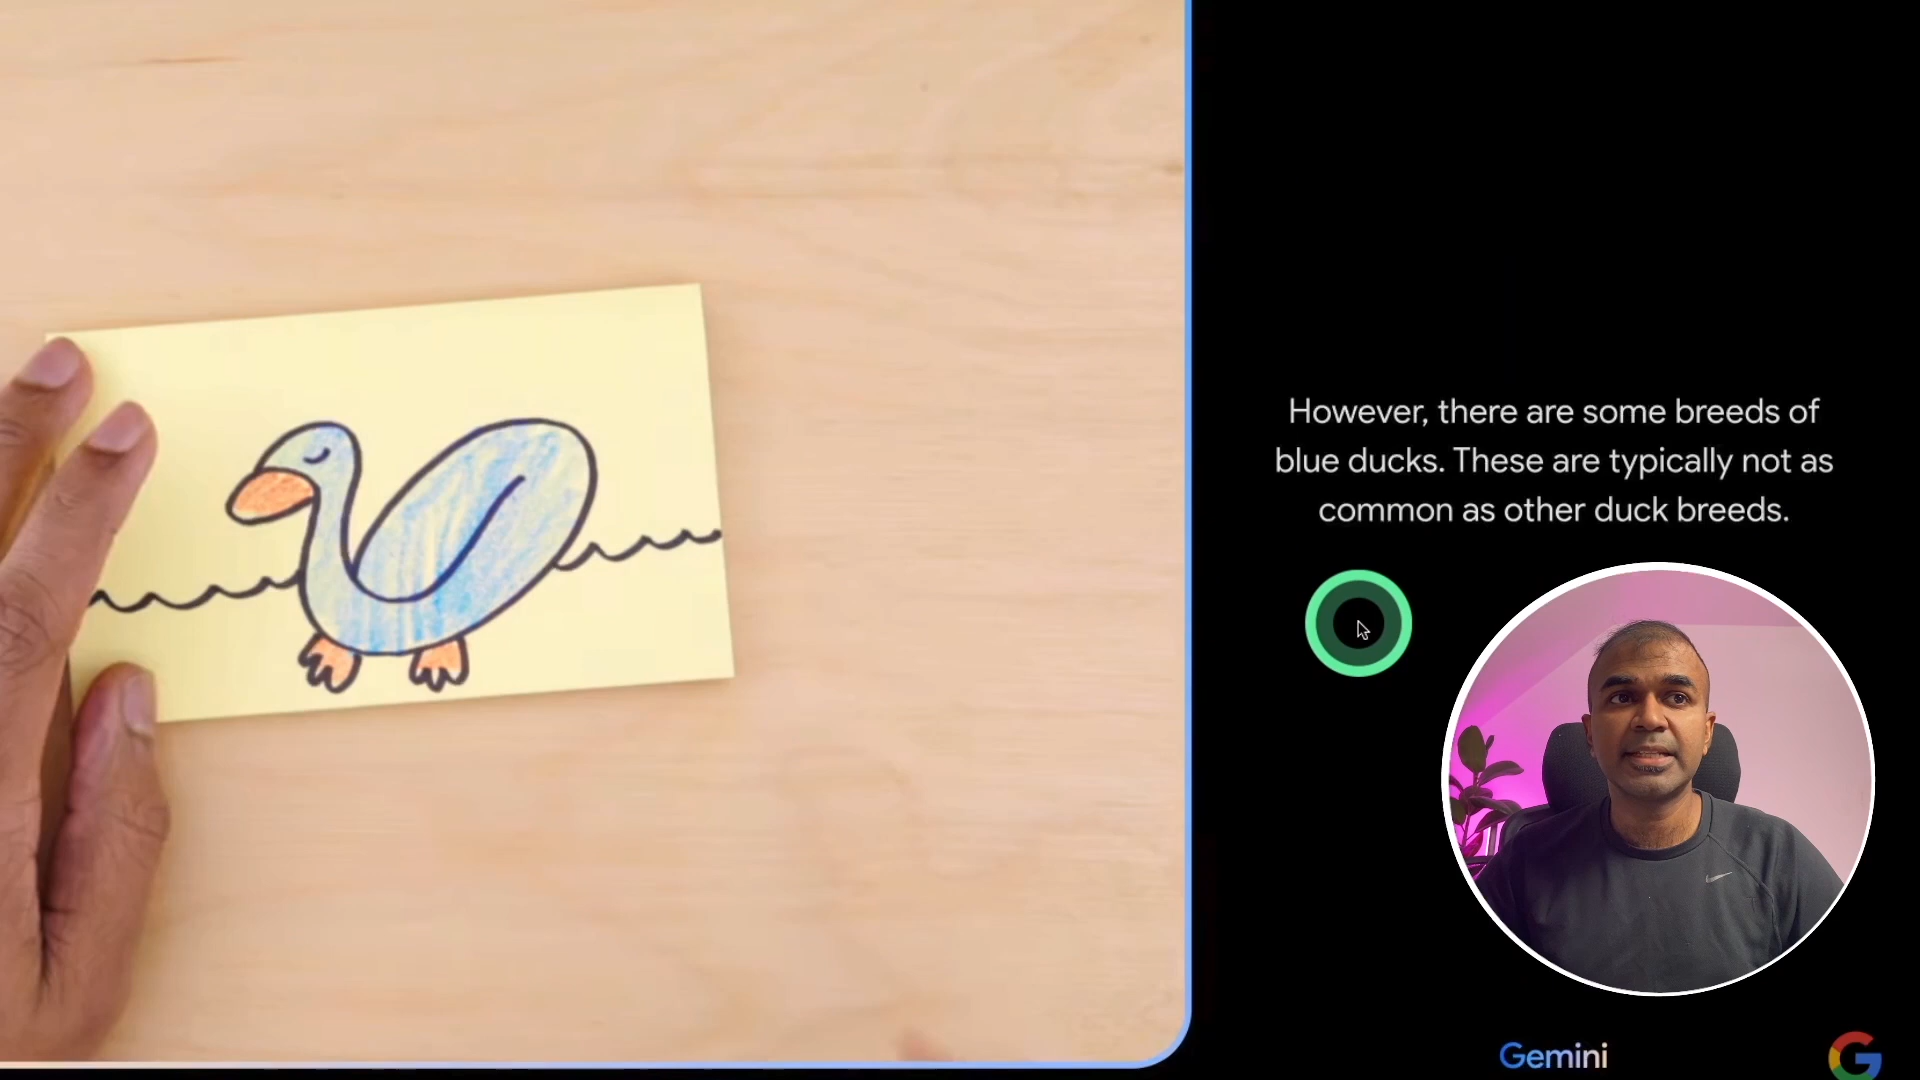 However, there are some breeds of
blue ducks. These are typically not as
common as other duck breeds.
Gemini